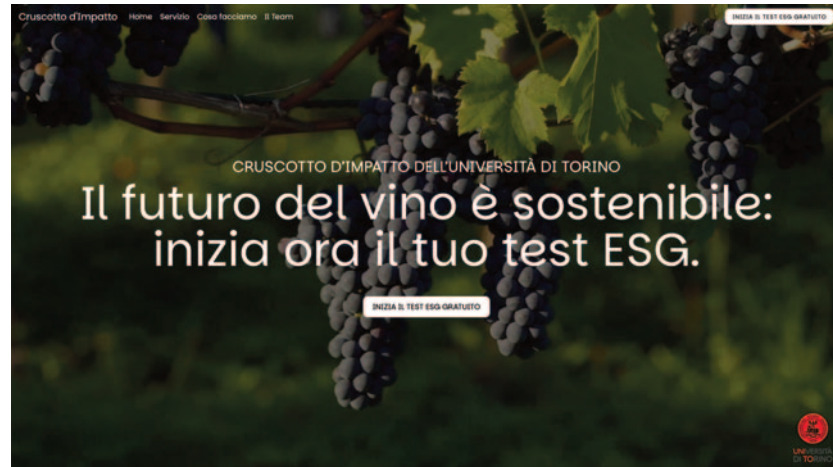 Cruscotto d'Impatto Home Servizio Cosa facciamo Il Team
INIZIA IL TEST ESG GRATUITO
CRUSCOTTO D'IMPATTO DELL'UNIVERSITÀ DI TORINO
Il futuro del vino è sostenibile:
inizia ora il tuo test ESG.
INIZIA IL TEST ESG GRATUITO
UNIVERSITÀ
DI TORINO